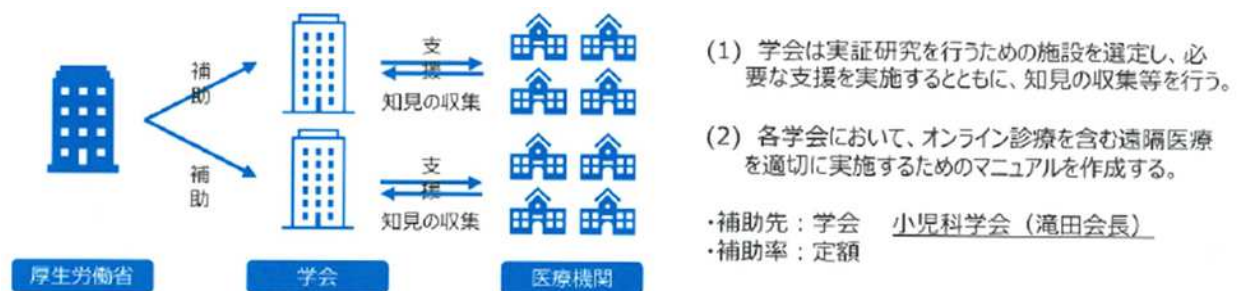 補
助
補
助
支
援
知見の収集
支
援
知見の収集
厚生労働省
学会
医療機関
(1) 学会は実証研究を行うための施設を選定し、必
要な支援を実施するとともに、知見の収集等を行う。
(2) 各学会において、オンライン診療を含む遠隔医療
を適切に実施するためのマニュアルを作成する。
・補助先：学会 小児科学会（滝田会長）
・補助率：定額